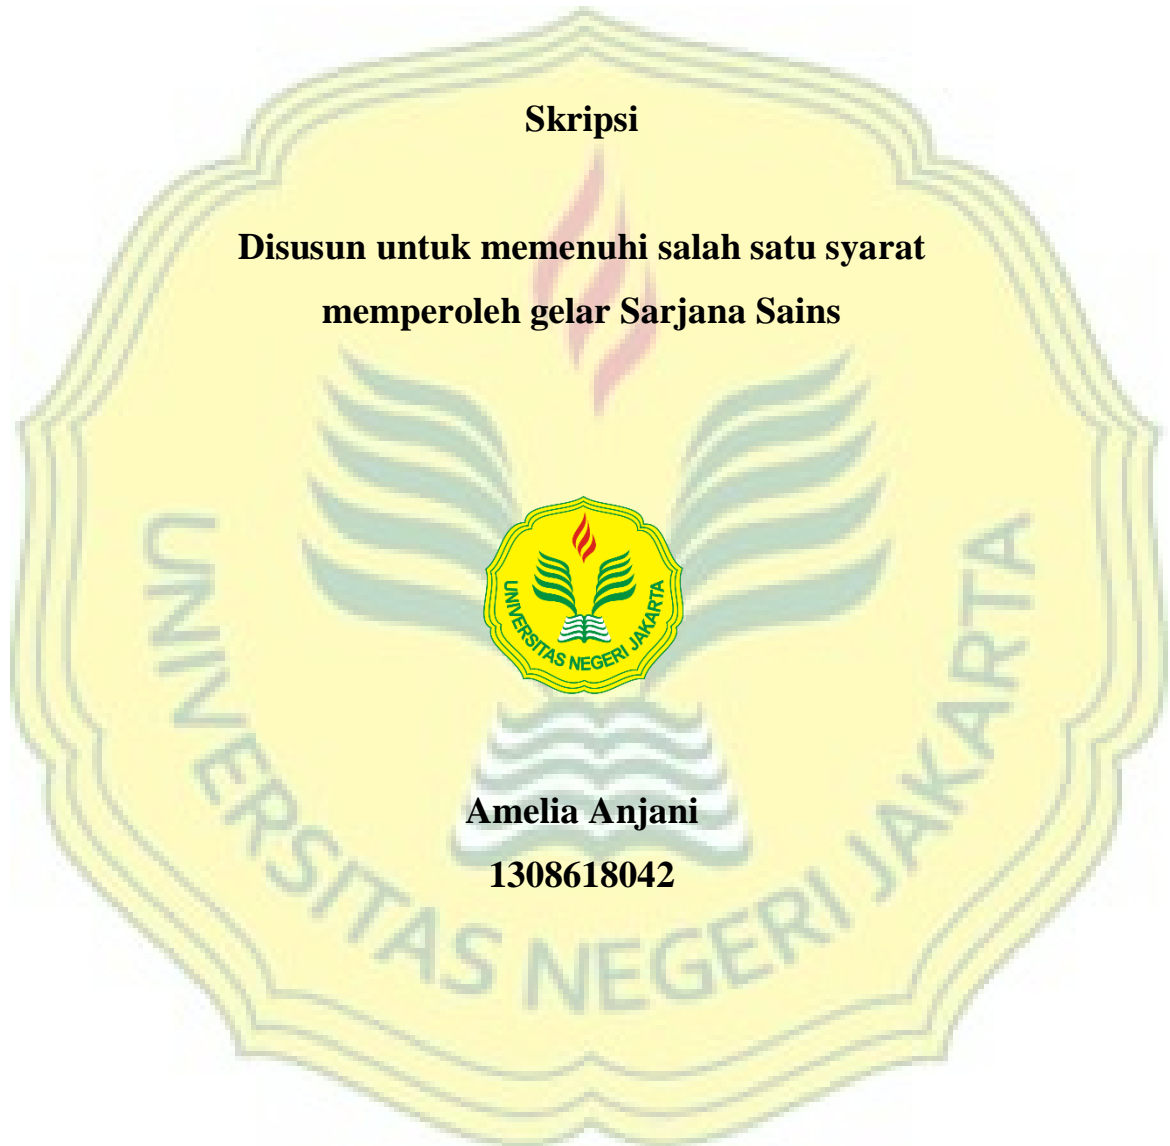 Skripsi
Disusun untuk memenuhi salah satu syarat
memperoleh gelar Sarjana Sains
UNIVERSITAS NEGERI JAKARTA
Amelia Anjani
1308618042
UNIVERSITAS NEGERI JAKARTA